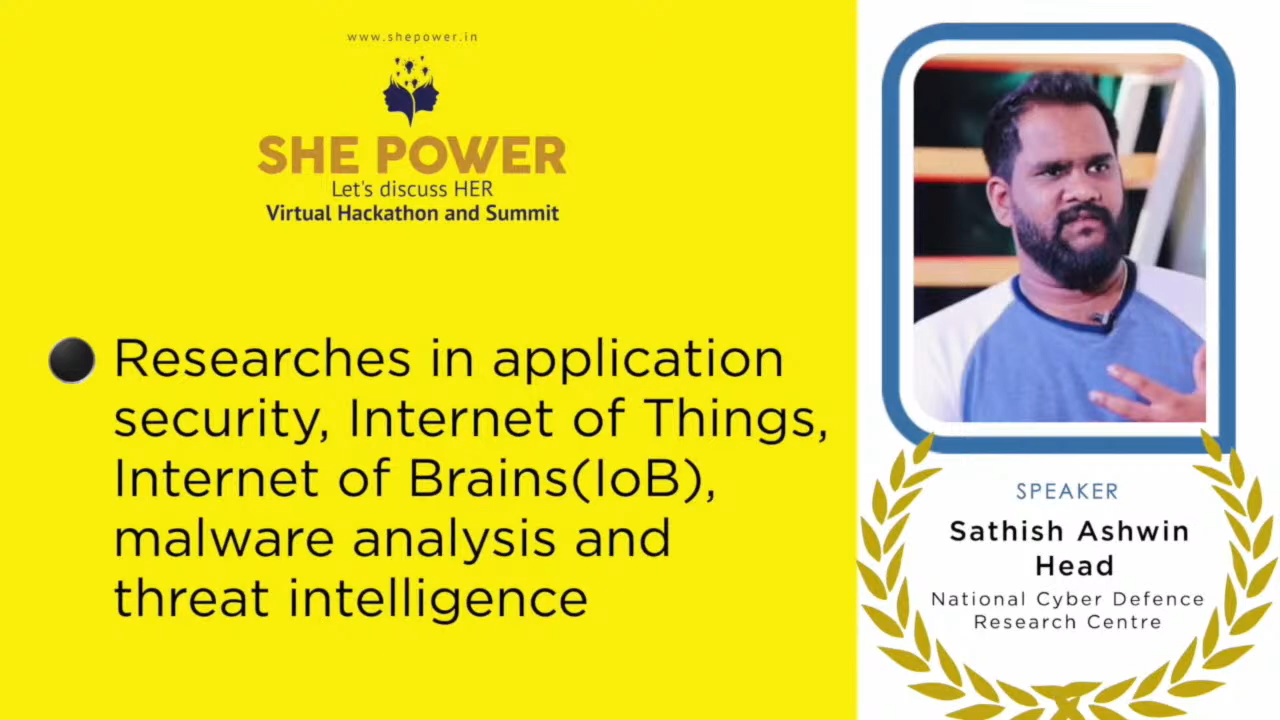 www.shepower.in
SHE POWER
Let's discuss HER
Virtual Hackathon and Summit
Researches in application
security, Internet of Things,
Internet of Brains(IoB),
malware analysis and
threat intelligence
SPEAKER
Sathish Ashwin
Head
National Cyber Defence
Research Centre